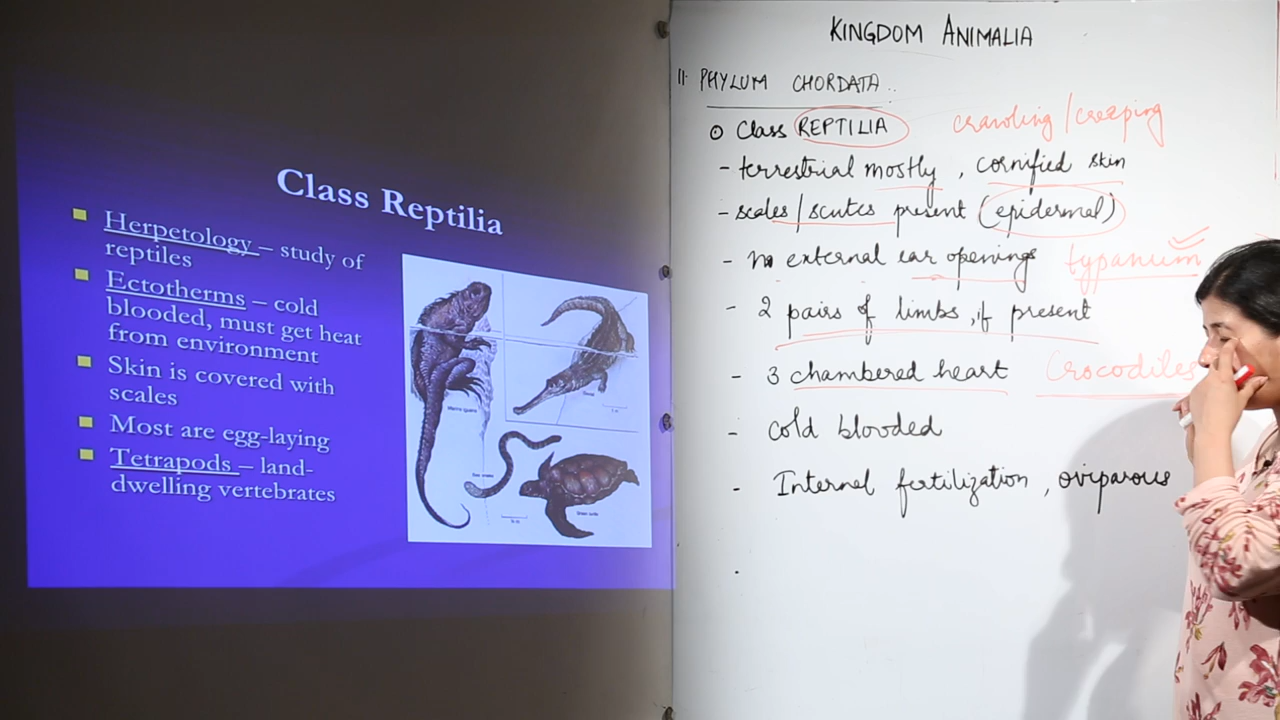 Class Reptilia
Herpetology – study of
reptiles
Ectotherms – cold
blooded, must get heat
from environment
Skin is covered with
scales
Most are egg-laying
Tetrapods – land-
dwelling vertebrates
KINGDOM ANIMALIA
11. PHYLUM CHORDATA..
Class REPTILIA crawling/creeping
- terrestrial mostly, cornified skin
- scales/scutes present (epidermal)
- no external ear openings typanum
- 2 pairs of limbs, if present
- 3 chambered heart Crocodiles
- cold blooded
- Internal fertilization, oviparous